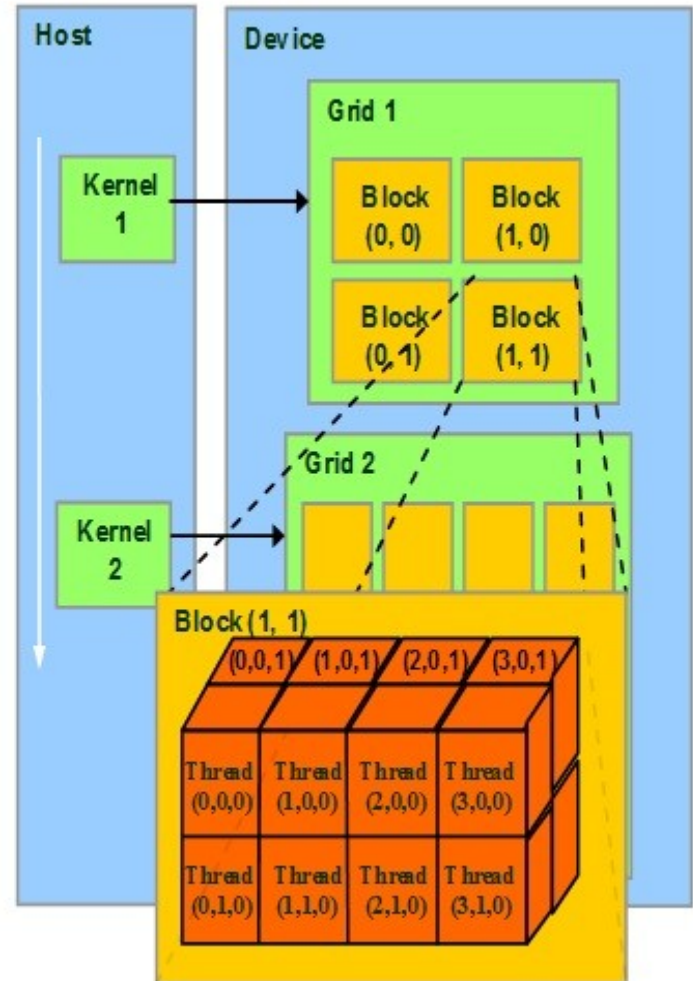 Host
Device
Grid 1
Kernel
1
Block
(0, 0)
Block
(1, 0)
Block
(0, 1)
Block
(1, 1)
Grid 2
Kernel
2
Block (1, 1)
(0,0,1)
(1,0,1)
(2,0,1)
(3,0,1)
Thread
(0,0,0)
Thread
(1,0,0)
Thread
(2,0,0)
Thread
(3,0,0)
Thread
(0,1,0)
Thread
(1,1,0)
Thread
(2,1,0)
Thread
(3,1,0)